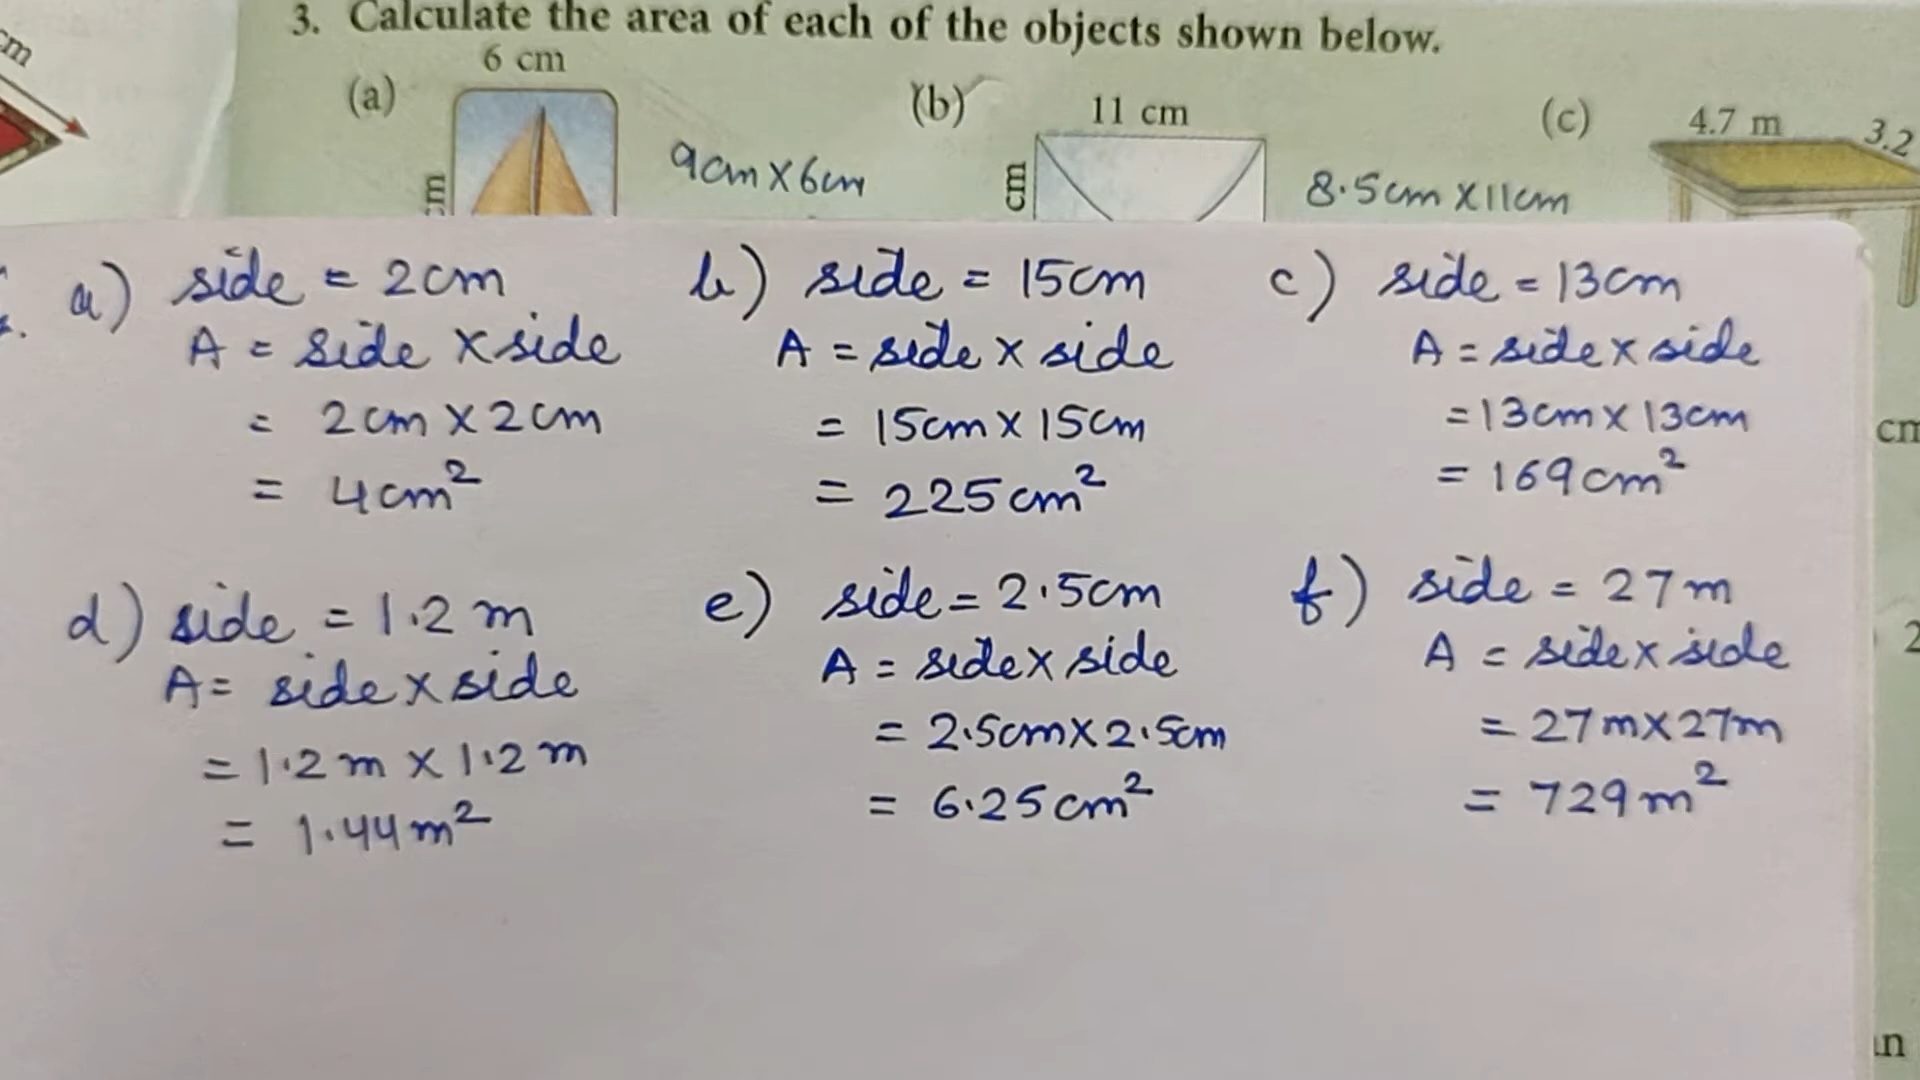 cm
3. Calculate the area of each of the objects shown below.
(a)
6 cm
cm
9cm x 6cm
(b)
11 cm
cm
8.5cm x 11cm
(c)
4.7 m
3.2
a) side = 2cm
A = side x side
= 2cm x 2cm
= 4cm²
b) side = 15cm
A = side x side
= 15cm x 15cm
= 225cm²
c) side = 13cm
A = side x side
= 13cm x 13cm
= 169cm²
d) side = 1.2 m
A = side x side
= 1.2 m x 1.2 m
= 1.44 m²
e) side = 2.5cm
A = side x side
= 2.5cm x 2.5cm
= 6.25 cm²
f) side = 27 m
A = side x side
= 27m x 27m
= 729 m²
2